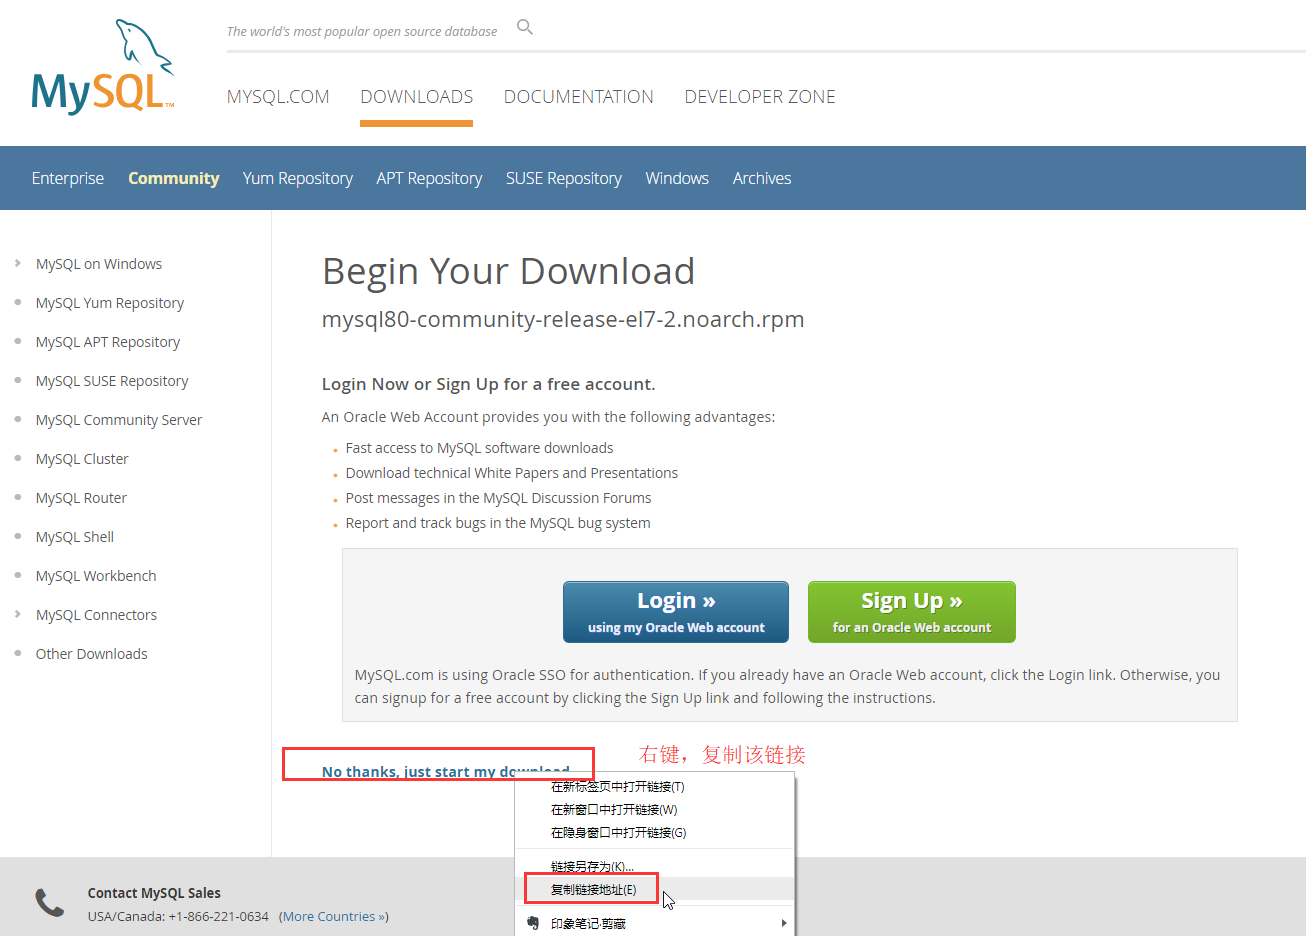 MySQL™
The world's most popular open source database
MYSQL.COM DOWNLOADS DOCUMENTATION DEVELOPER ZONE
Enterprise Community Yum Repository APT Repository SUSE Repository Windows Archives
MySQL on Windows
MySQL Yum Repository
MySQL APT Repository
MySQL SUSE Repository
MySQL Community Server
MySQL Cluster
MySQL Router
MySQL Shell
MySQL Workbench
MySQL Connectors
Other Downloads
Begin Your Download
mysql80-community-release-el7-2.noarch.rpm
Login Now or Sign Up for a free account.
An Oracle Web Account provides you with the following advantages:
Fast access to MySQL software downloads
Download technical White Papers and Presentations
Post messages in the MySQL Discussion Forums
Report and track bugs in the MySQL bug system
Login »
using my Oracle Web account
Sign Up »
for an Oracle Web account
MySQL.com is using Oracle SSO for authentication. If you already have an Oracle Web account, click the Login link. Otherwise, you
can signup for a free account by clicking the Sign Up link and following the instructions.
No thanks, just start my download.
右键，复制该链接
在新标签页中打开链接(T)
在新窗口中打开链接(W)
在隐身窗口中打开链接(G)
链接另存为(K)...
复制链接地址(E)
印象笔记·剪藏
Contact MySQL Sales
USA/Canada: +1-866-221-0634 (More Countries »)